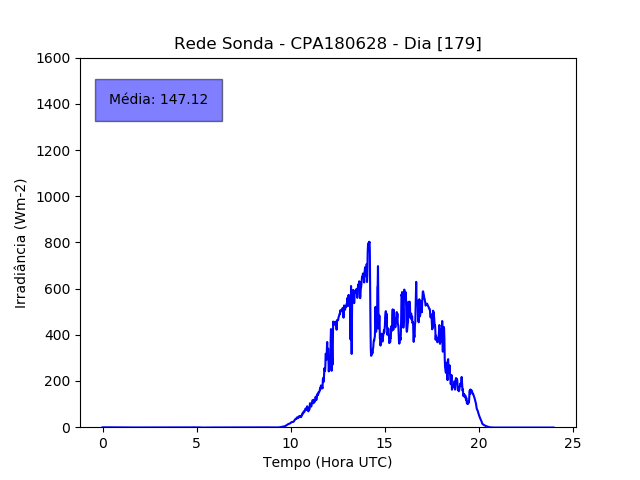 Rede Sonda - CPA180628 - Dia [179]
Média: 147.12
Irradiância (Wm-2)
1600
1400
1200
1000
800
600
400
200
0
0 5 10 15 20 25
Tempo (Hora UTC)